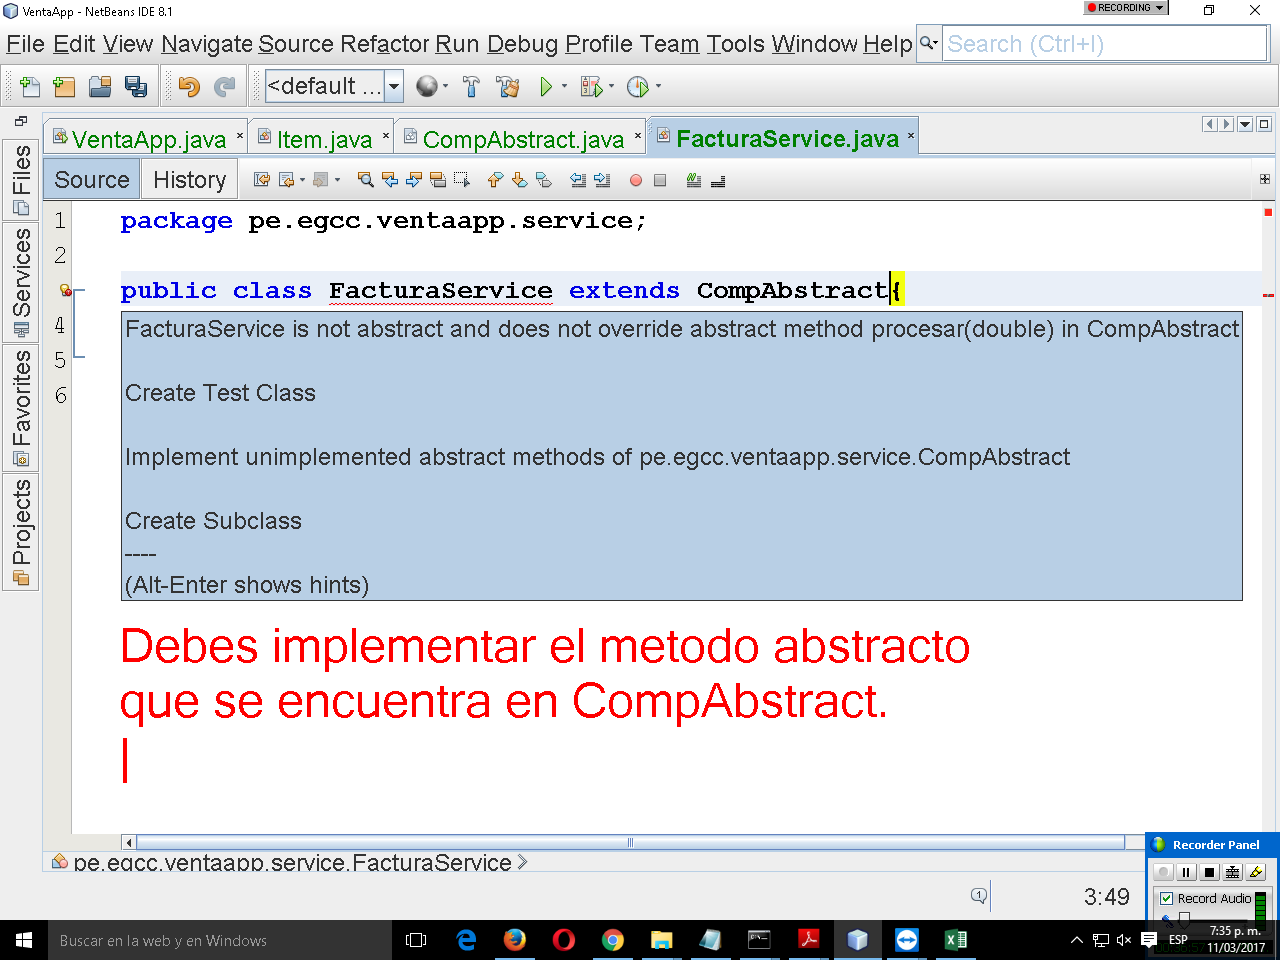 VentaApp - NetBeans IDE 8.1
RECORDING
File Edit View Navigate Source Refactor Run Debug Profile Team Tools Window Help
Search (Ctrl+I)
<default ...
VentaApp.java
Item.java
CompAbstract.java
FacturaService.java
Source
History
Files
Services
Favorites
Projects
1 package pe.egcc.ventaapp.service;
2
public class FacturaService extends CompAbstract{
4
5
6
FacturaService is not abstract and does not override abstract method procesar(double) in CompAbstract
Create Test Class
Implement unimplemented abstract methods of pe.egcc.ventaapp.service.CompAbstract
Create Subclass
----
(Alt-Enter shows hints)
Debes implementar el metodo abstracto
que se encuentra en CompAbstract.
pe.egcc.ventaapp.service.FacturaService
1
3:49
Recorder Panel
Record Audio
Buscar en la web y en Windows
ESP
7:35 p. m.
11/03/2017